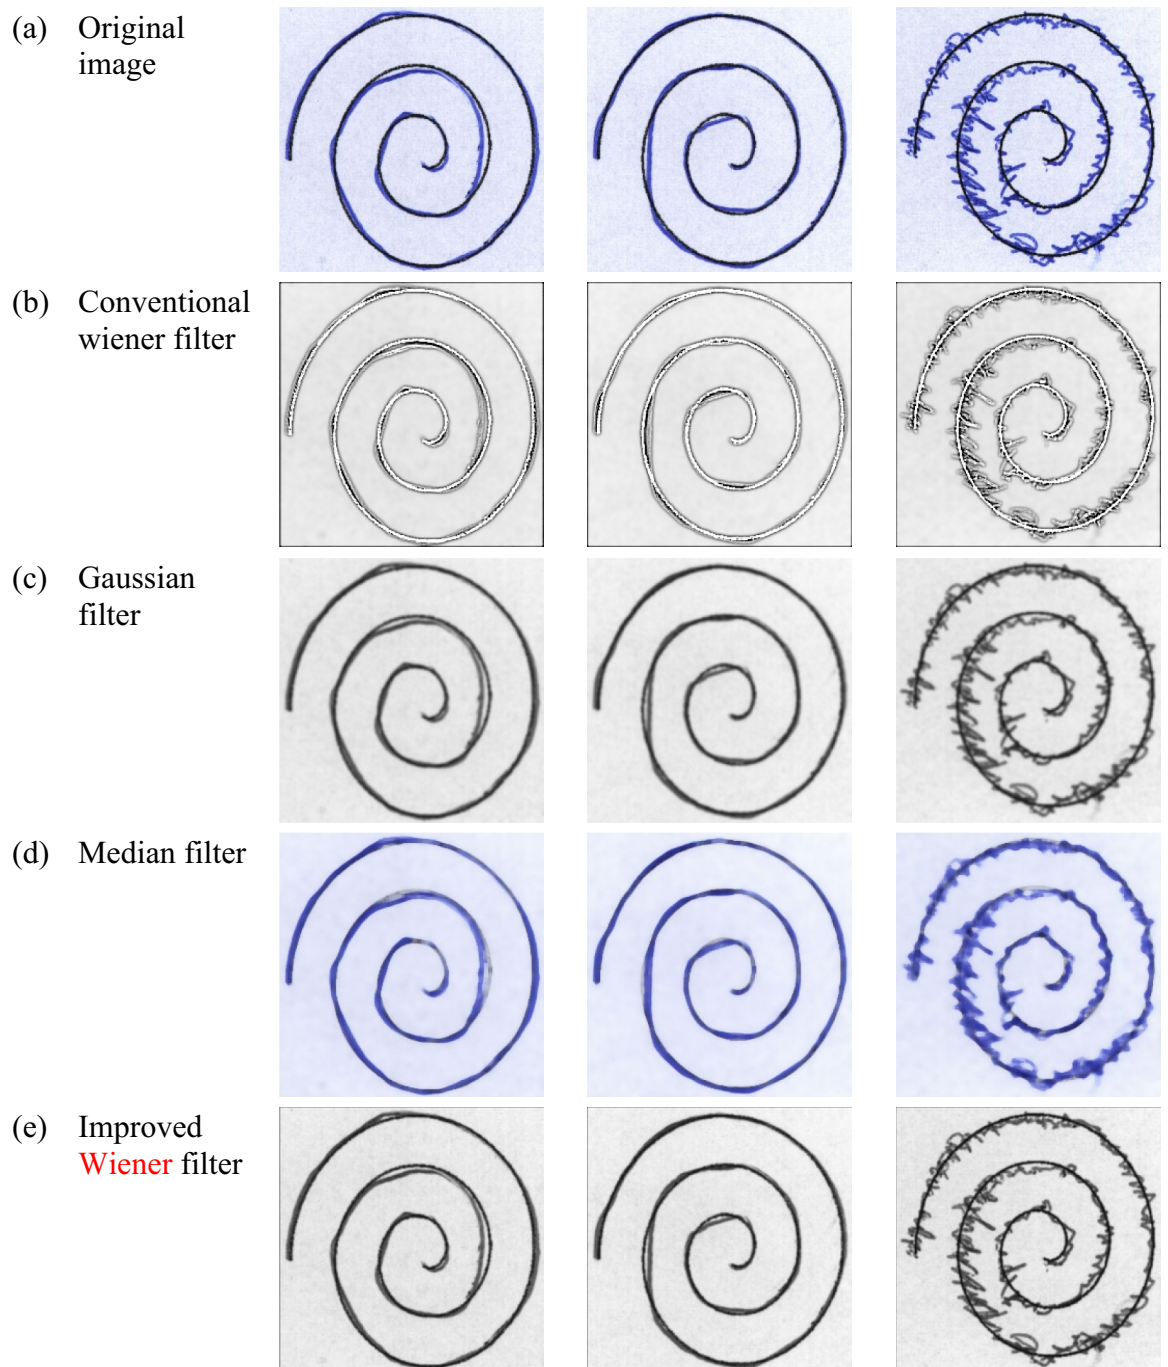 (a) Original
image
(b) Conventional
wiener filter
(c) Gaussian
filter
(d) Median filter
(e) Improved
Wiener filter